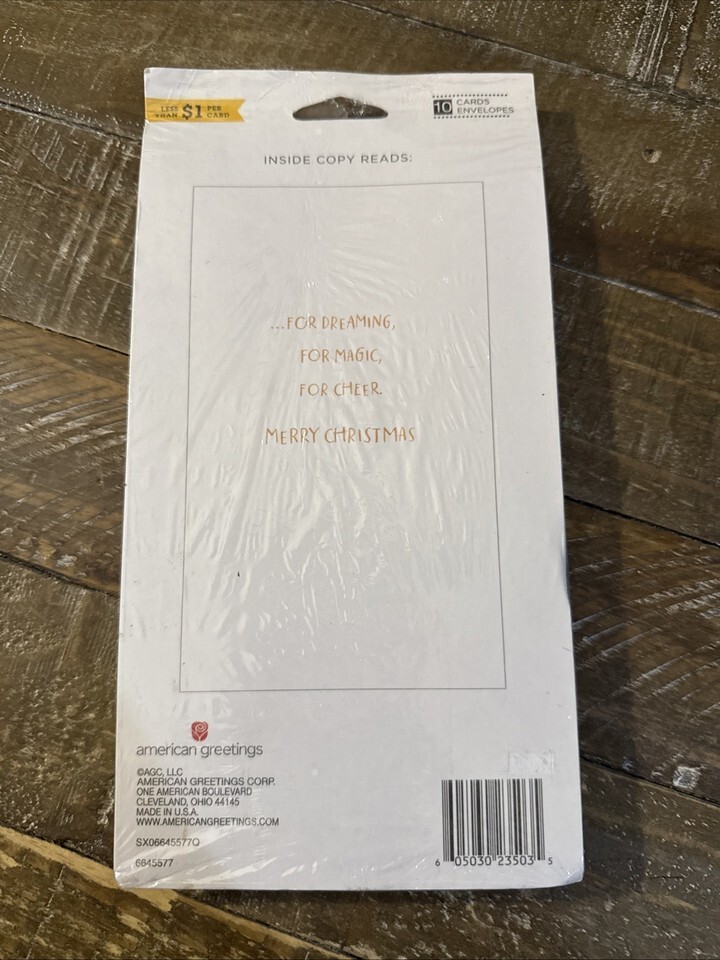 LESS THAN $1 PER CARD
10 CARDS ENVELOPES
INSIDE COPY READS:
...FOR DREAMING,
FOR MAGIC,
FOR CHEER.
MERRY CHRISTMAS
american greetings
©AGC, LLC
AMERICAN GREETINGS CORP.
ONE AMERICAN BOULEVARD
CLEVELAND, OHIO 44145
MADE IN U.S.A.
WWW.AMERICANGREETINGS.COM
SX06645577Q
6645577
6 05030 23503 5